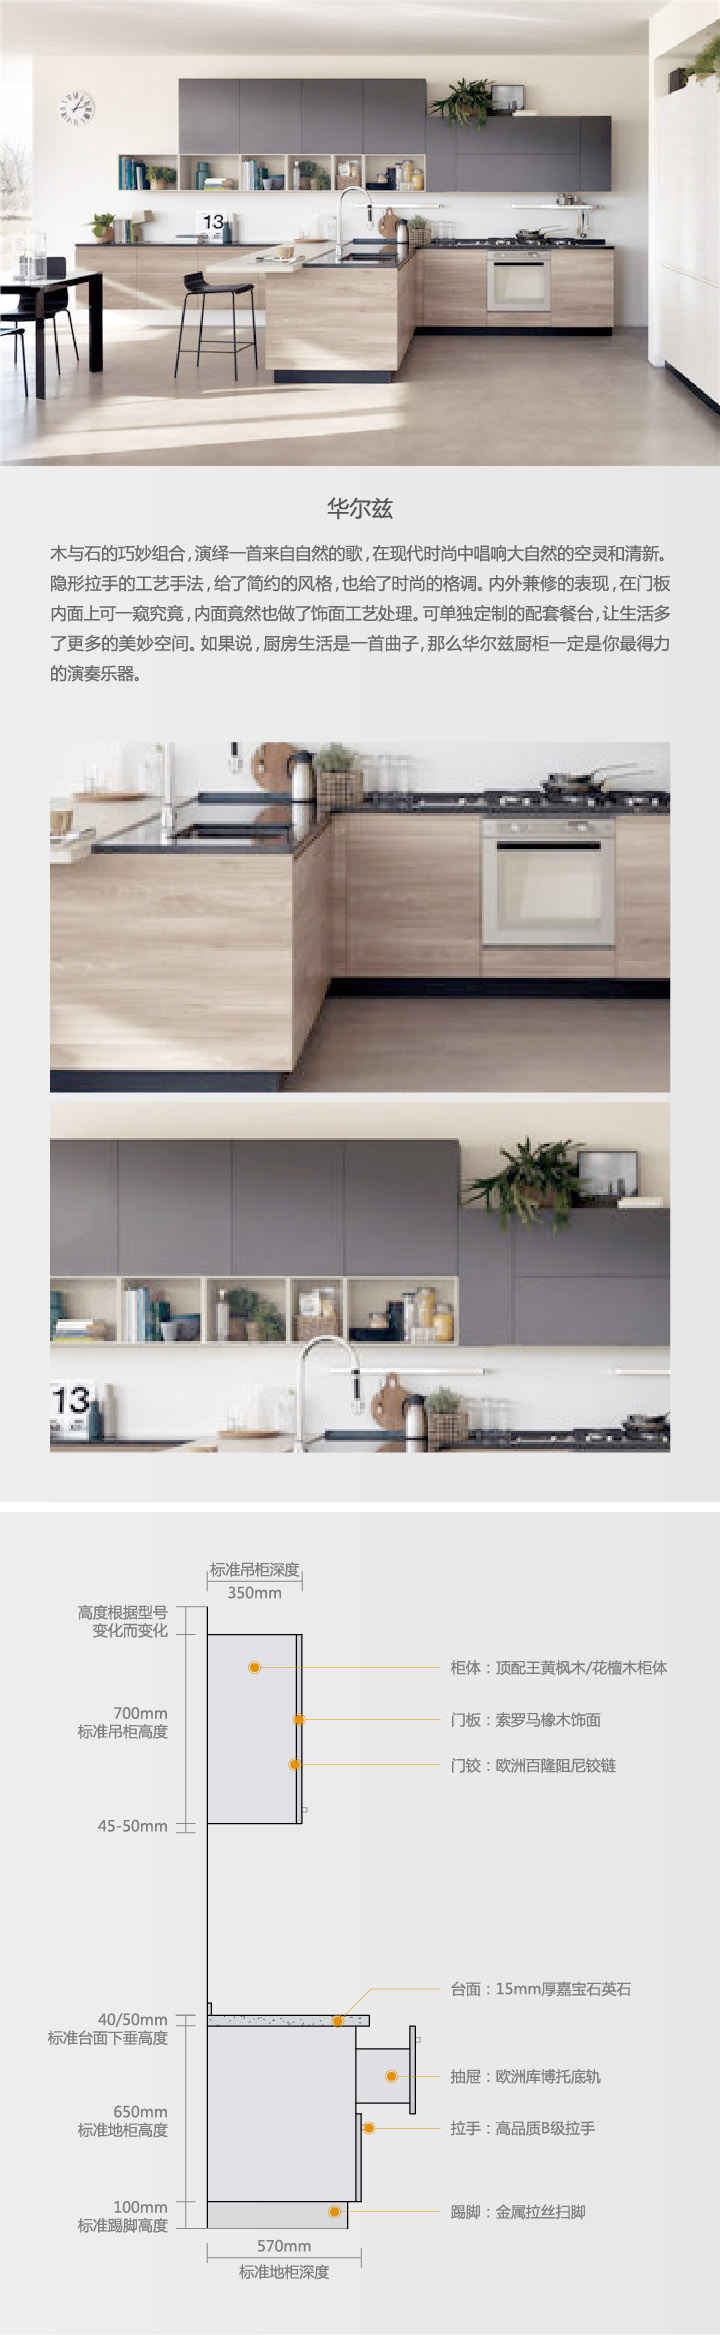 13
华尔兹
木与石的巧妙组合，演绎一首来自自然的歌，在现代时尚中唱响大自然的空灵和清新。
隐形拉手的工艺手法，给了简约的风格，也给了时尚的格调。内外兼修的表现，在门板
内面上可一窥究竟，内面竟然也做了饰面工艺处理。可单独定制的配套餐台，让生活多
了更多的美妙空间。如果说，厨房生活是一首曲子，那么华尔兹厨柜一定是你最得力
的演奏乐器。
13
标准吊柜深度
350mm
高度根据型号
变化而变化
柜体：顶配王黄枫木/花檀木柜体
700mm
标准吊柜高度
门板：索罗马橡木饰面
门铰：欧洲百隆阻尼铰链
45-50mm
台面：15mm厚嘉宝石英石
40/50mm
标准台面下垂高度
抽屉：欧洲库博托底轨
650mm
标准地柜高度
拉手：高品质B级拉手
100mm
标准踢脚高度
踢脚：金属拉丝扫脚
570mm
标准地柜深度